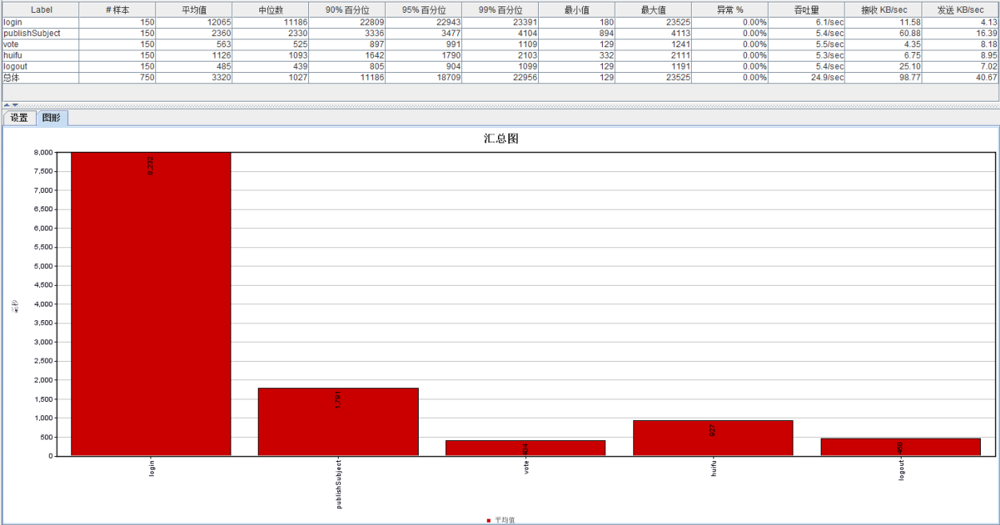 Label # 样本 平均值 中位数 90% 百分位 95% 百分位 99% 百分位 最小值 最大值 异常 % 吞吐量 接收 KB/sec 发送 KB/sec
login 150 12065 11186 22809 22943 23391 180 23525 0.00% 6.1/sec 11.58 4.13
publishSubject 150 2360 2330 3336 3477 4104 894 4113 0.00% 5.4/sec 60.88 16.39
vote 150 563 525 897 991 1109 129 1241 0.00% 5.5/sec 4.35 8.18
huifu 150 1126 1093 1642 1790 2103 332 2111 0.00% 5.3/sec 6.75 8.95
logout 150 485 439 805 904 1099 129 1191 0.00% 5.4/sec 25.10 7.02
总体 750 3320 1027 11186 18709 22956 129 23525 0.00% 24.9/sec 98.77 40.67
设置 图形
汇总图
8,000
7,500
7,000
6,500
6,000
5,500
5,000
4,500
4,000
3,500
3,000
2,500
2,000
1,500
1,000
500
0
毫秒
8,232
1,791
927
login
publishSubject
vote
huifu
logout
平均值